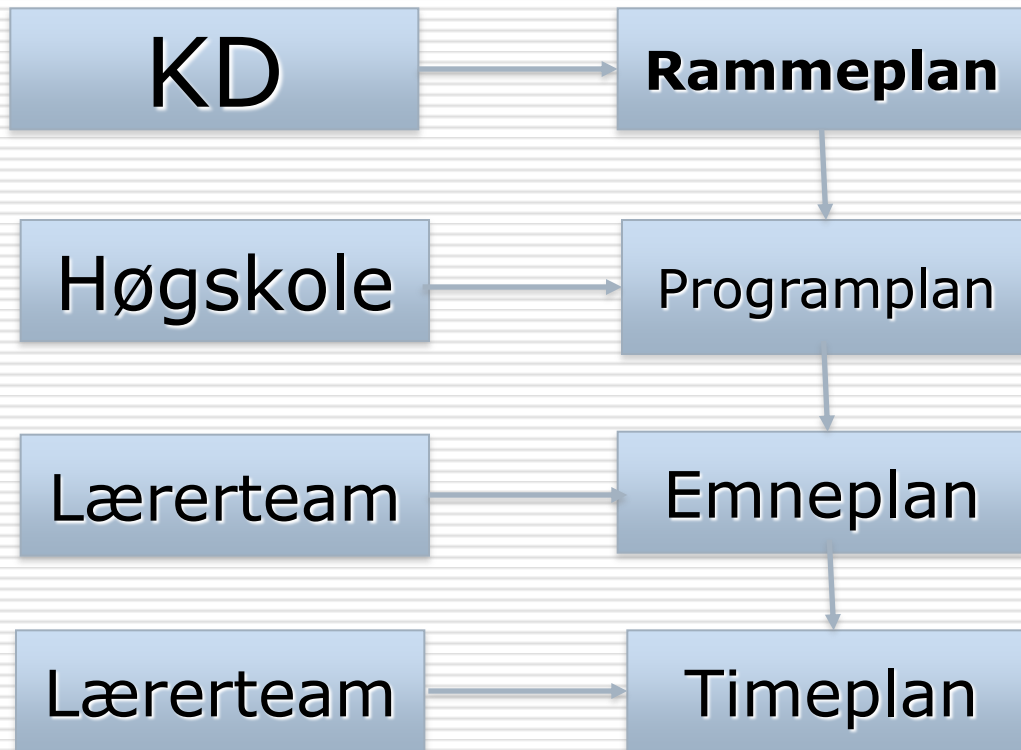 KD
Rammeplan
Høgskole
Programplan
Lærerteam
Emneplan
Lærerteam
Timeplan